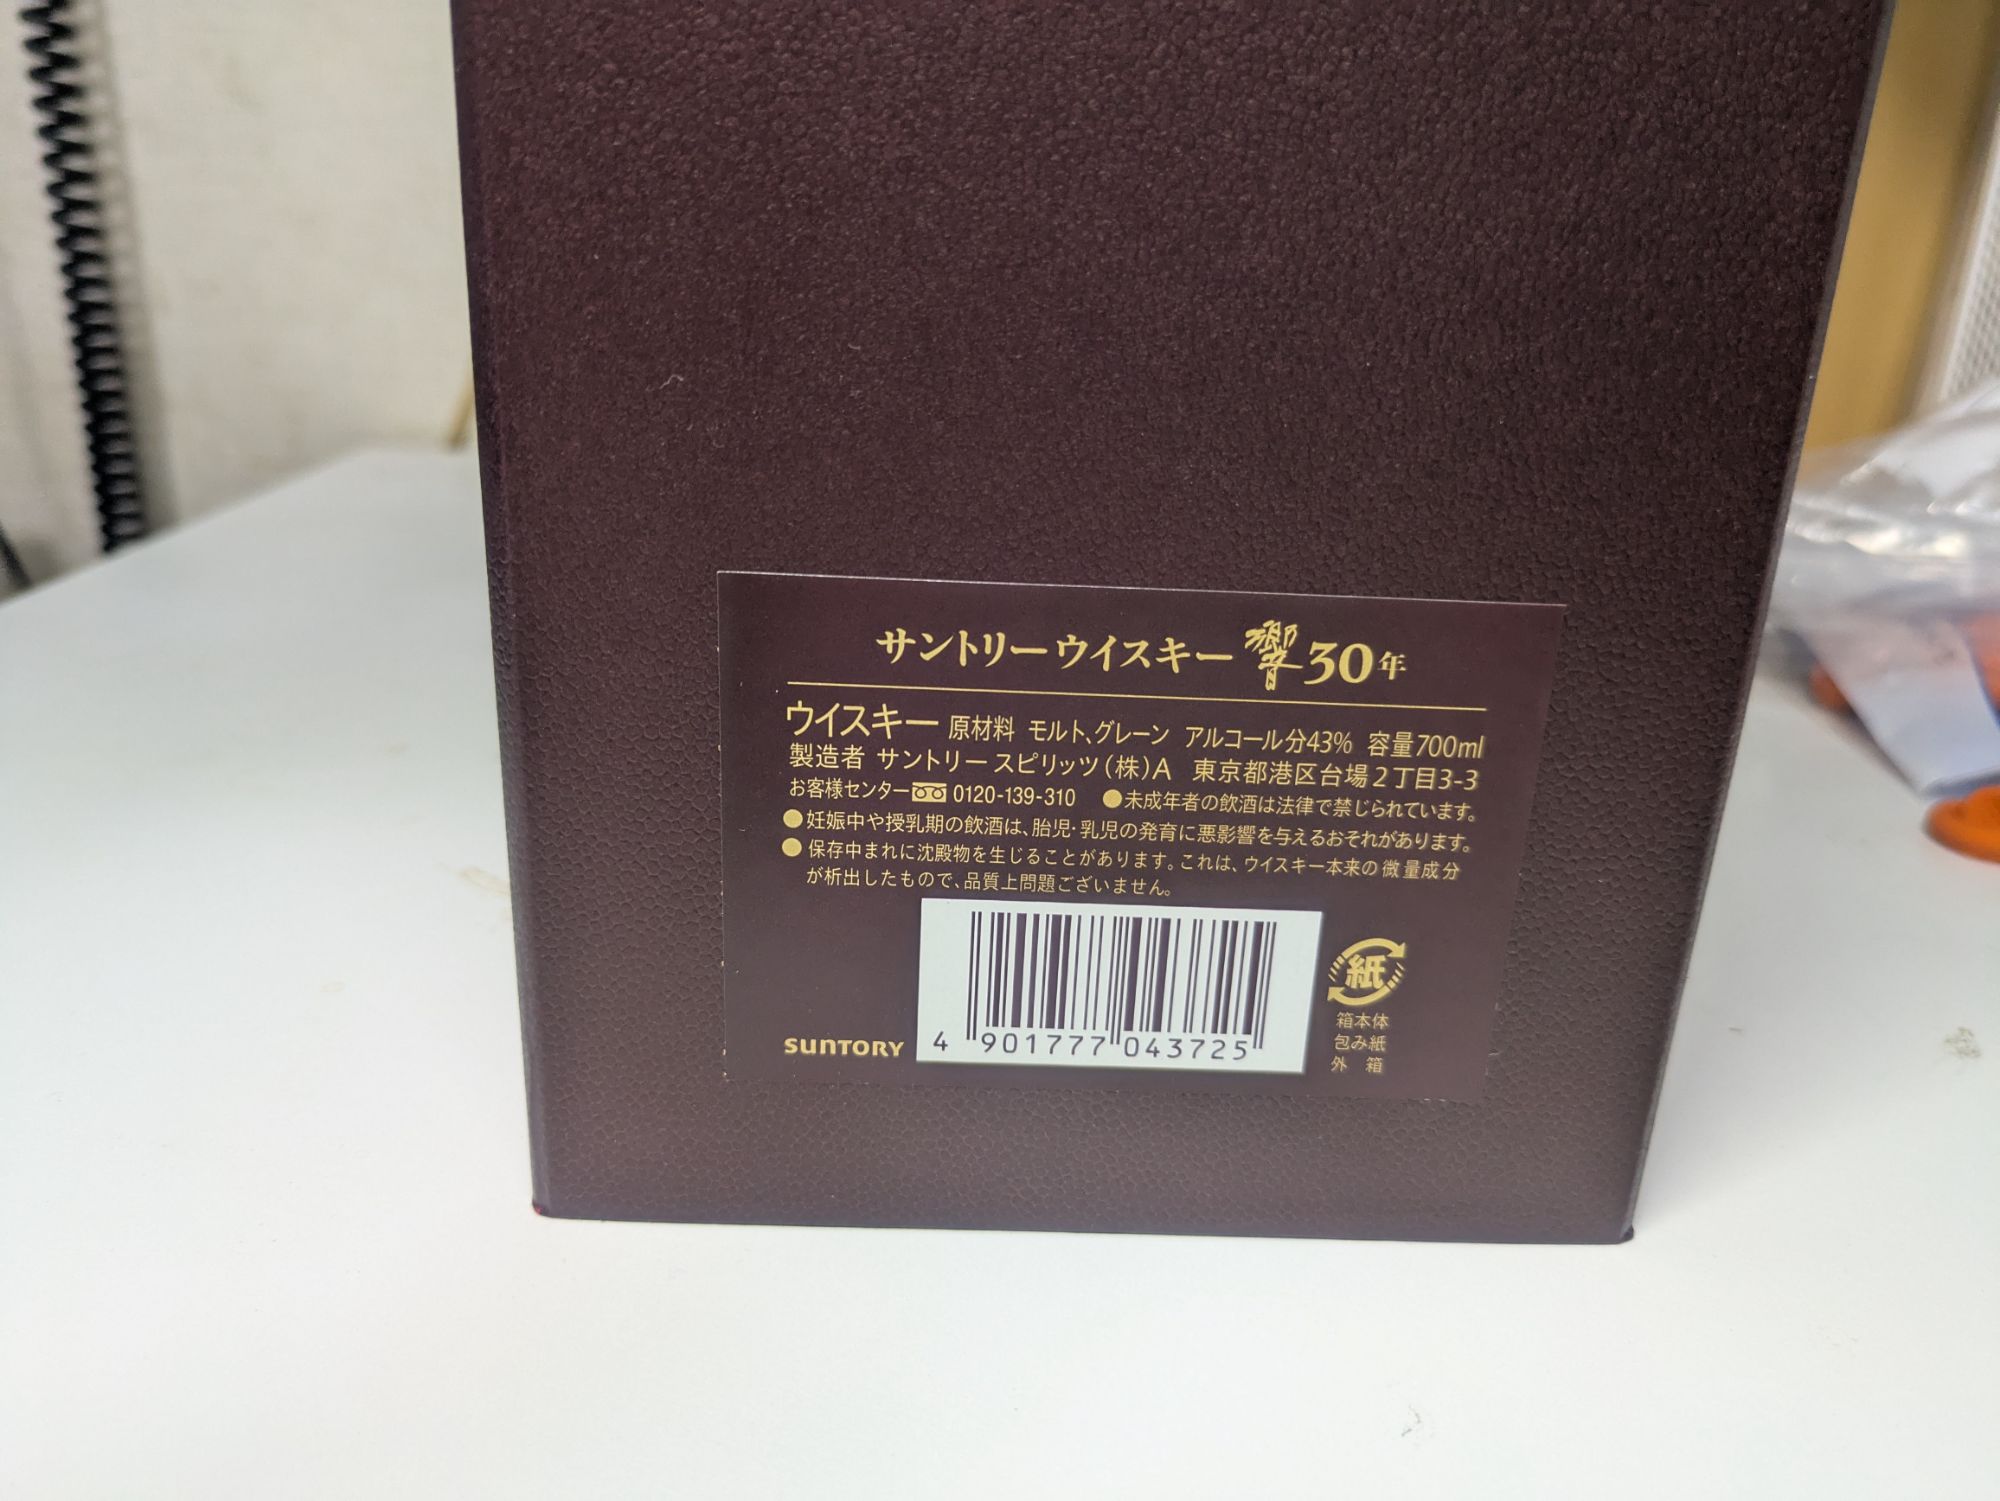 サントリーウイスキー 響 30年
ウイスキー 原材料 モルト、グレーン アルコール分43% 容量700ml
製造者 サントリー スピリッツ(株)A 東京都港区台場2丁目3-3
お客様センター 0120-139-310 ●未成年者の飲酒は法律で禁じられています。
●妊娠中や授乳期の飲酒は、胎児・乳児の発育に悪影響を与えるおそれがあります。
●保存中まれに沈殿物を生じることがあります。これは、ウイスキー本来の微量成分
が析出したもので、品質上問題ございません。
SUNTORY
4 901777 043725
紙
箱本体
包み紙
外 箱